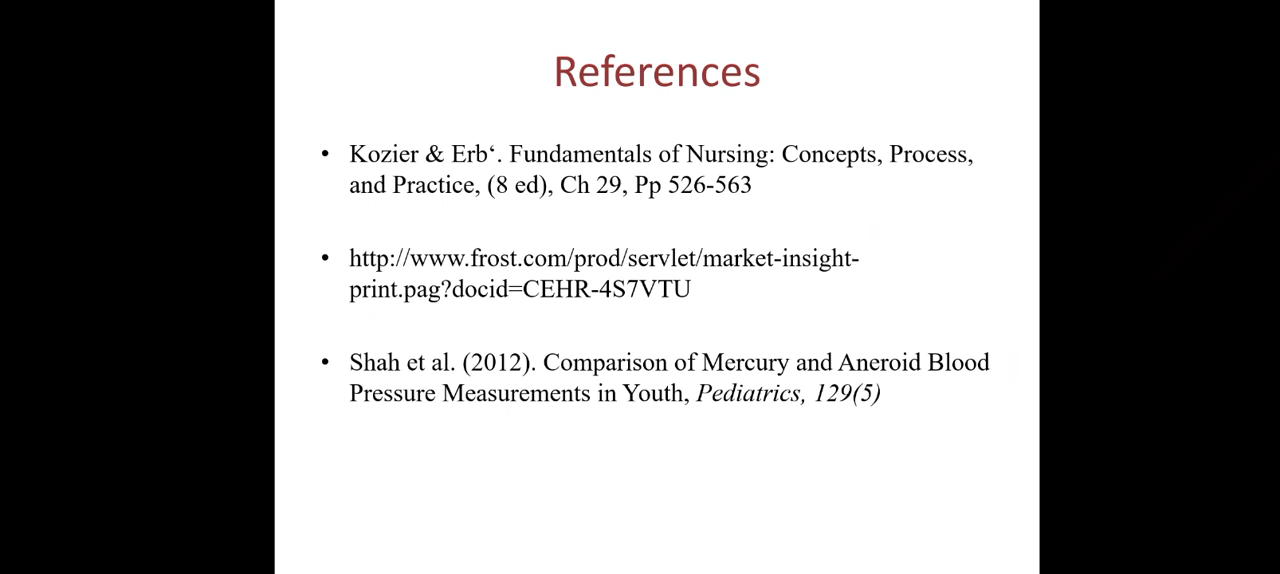 References
• Kozier & Erb‘. Fundamentals of Nursing: Concepts, Process,
and Practice, (8 ed), Ch 29, Pp 526-563
• http://www.frost.com/prod/servlet/market-insight-
print.pag?docid=CEHR-4S7VTU
• Shah et al. (2012). Comparison of Mercury and Aneroid Blood
Pressure Measurements in Youth, Pediatrics, 129(5)